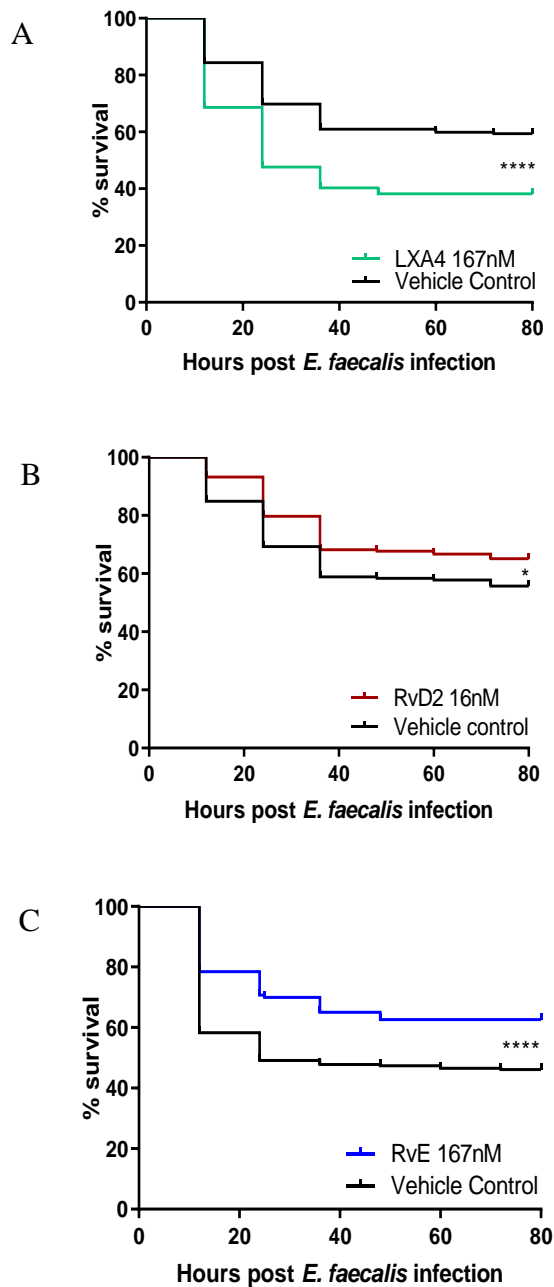 A
100
80
60
40
20
0
% survival
****
LXA4 167nM
Vehicle Control
0 20 40 60 80
Hours post E. faecalis infection
B
100
80
60
40
20
0
% survival
*
RvD2 16nM
Vehicle control
0 20 40 60 80
Hours post E. faecalis infection
C
100
80
60
40
20
0
% survival
****
RvE 167nM
Vehicle Control
0 20 40 60 80
Hours post E. faecalis infection